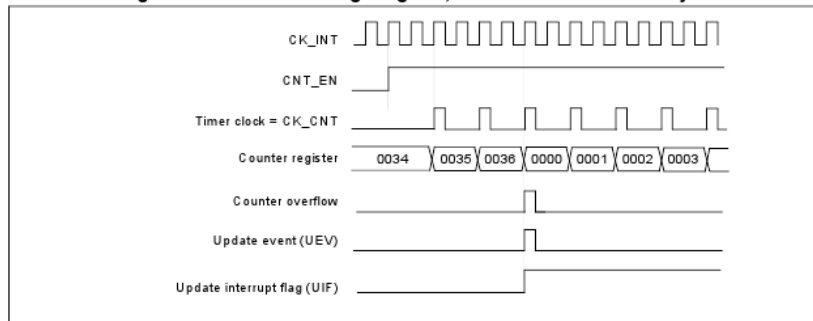 CK_INT
CNT_EN
Timer clock = CK_CNT
Counter register 0034 0035 0036 0000 0001 0002 0003
Counter overflow
Update event (UEV)
Update interrupt flag (UIF)